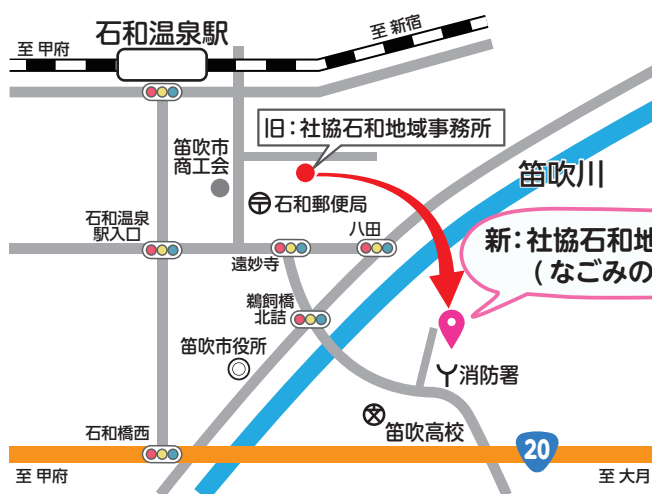 石和温泉駅
至 甲府
至 新宿
旧：社協石和地域事務所
笛吹市
商工会
石和郵便局
笛吹川
石和温泉
駅入口
遠妙寺
八田
新：社協石和地
（なごみの
鵜飼橋
北詰
笛吹市役所
消防署
笛吹高校
石和橋西
20
至 甲府
至 大月